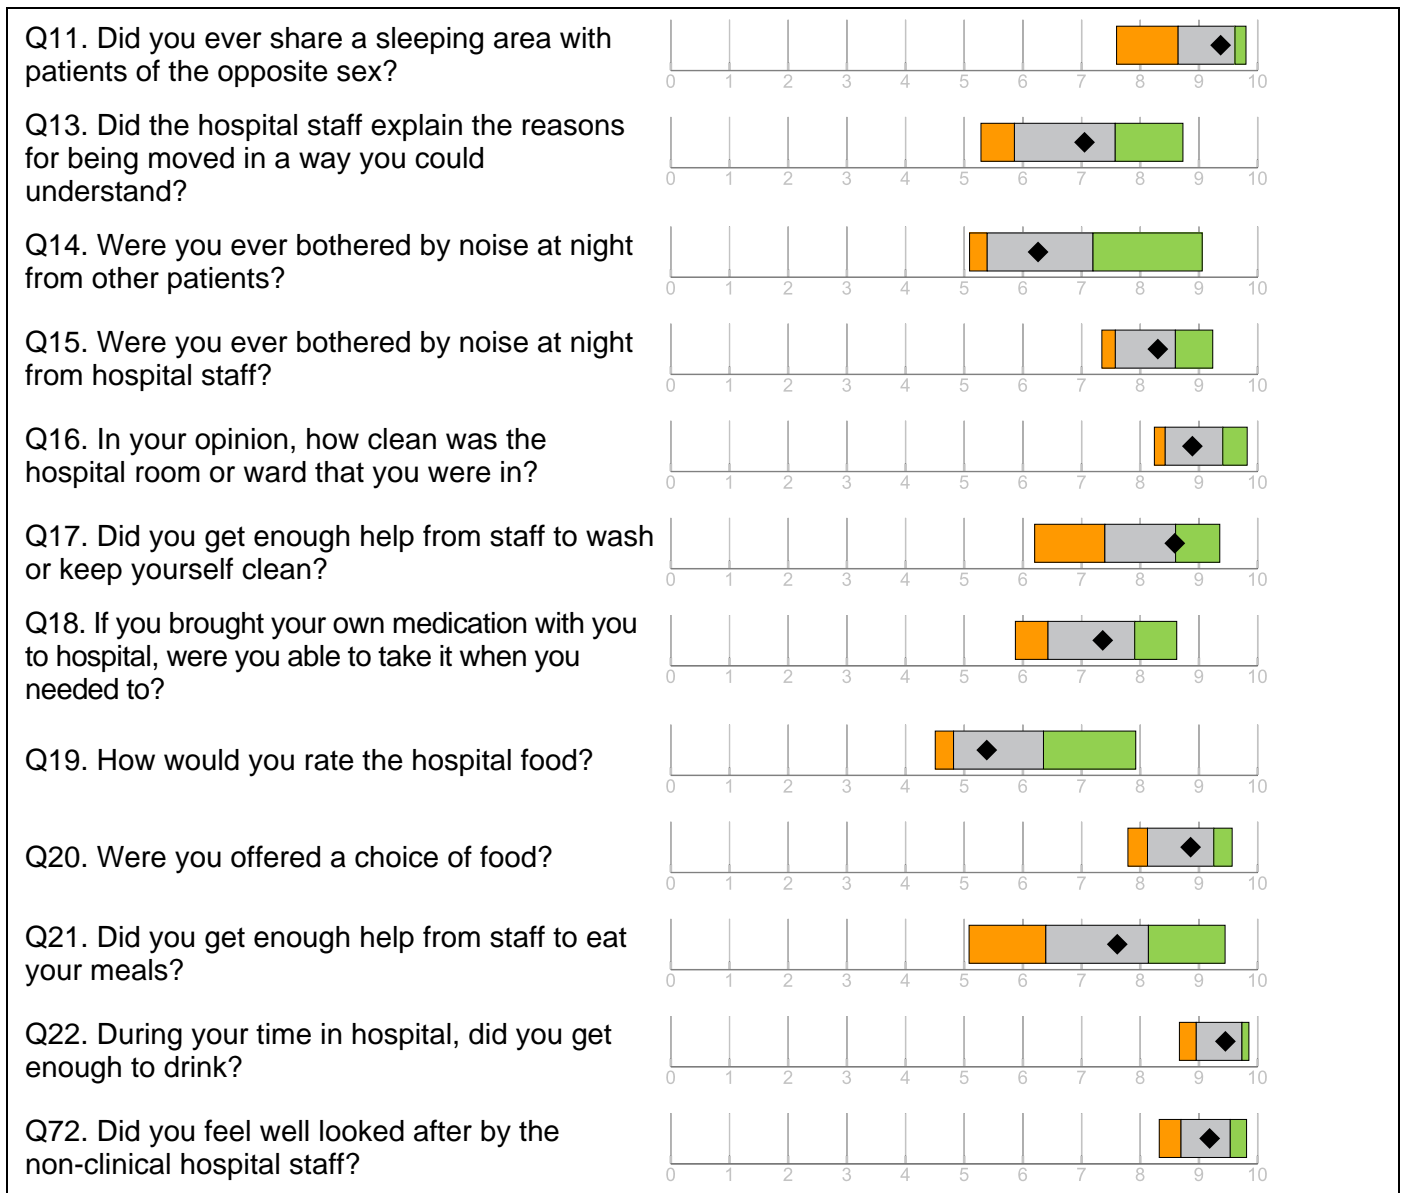 Q11. Did you ever share a sleeping area with
patients of the opposite sex?
0 1 2 3 4 5 6 7 8 9 10
Q13. Did the hospital staff explain the reasons
for being moved in a way you could
understand?
0 1 2 3 4 5 6 7 8 9 10
Q14. Were you ever bothered by noise at night
from other patients?
0 1 2 3 4 5 6 7 8 9 10
Q15. Were you ever bothered by noise at night
from hospital staff?
0 1 2 3 4 5 6 7 8 9 10
Q16. In your opinion, how clean was the
hospital room or ward that you were in?
0 1 2 3 4 5 6 7 8 9 10
Q17. Did you get enough help from staff to wash
or keep yourself clean?
0 1 2 3 4 5 6 7 8 9 10
Q18. If you brought your own medication with you
to hospital, were you able to take it when you
needed to?
0 1 2 3 4 5 6 7 8 9 10
Q19. How would you rate the hospital food?
0 1 2 3 4 5 6 7 8 9 10
Q20. Were you offered a choice of food?
0 1 2 3 4 5 6 7 8 9 10
Q21. Did you get enough help from staff to eat
your meals?
0 1 2 3 4 5 6 7 8 9 10
Q22. During your time in hospital, did you get
enough to drink?
0 1 2 3 4 5 6 7 8 9 10
Q72. Did you feel well looked after by the
non-clinical hospital staff?
0 1 2 3 4 5 6 7 8 9 10